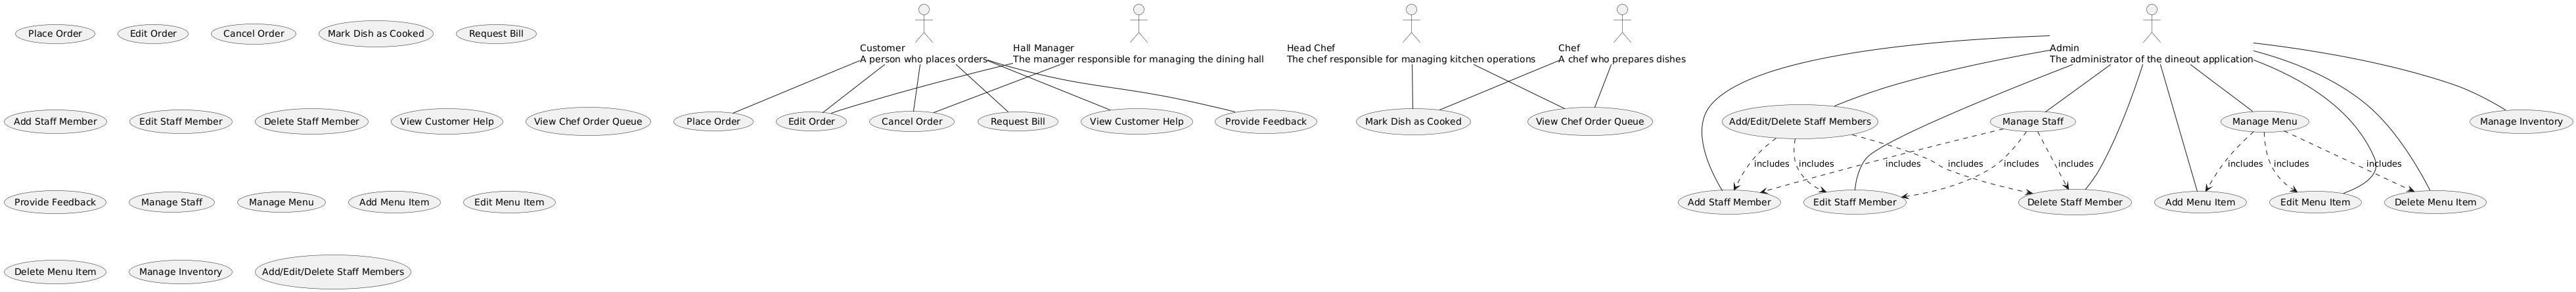 Place Order
Edit Order
Cancel Order
Mark Dish as Cooked
Request Bill
Customer
A person who places orders
Hall Manager
The manager responsible for managing the dining hall
Head Chef
The chef responsible for managing kitchen operations
Chef
A chef who prepares dishes
Admin
The administrator of the dineout application
Add Staff Member
Edit Staff Member
Delete Staff Member
View Customer Help
View Chef Order Queue
Place Order
Edit Order
Cancel Order
Request Bill
View Customer Help
Provide Feedback
Mark Dish as Cooked
View Chef Order Queue
Add/Edit/Delete Staff Members
Manage Staff
Manage Menu
Manage Inventory
includes
includes
includes
includes
includes
includes
includes
includes
Provide Feedback
Manage Staff
Manage Menu
Add Menu Item
Edit Menu Item
Add Staff Member
Edit Staff Member
Delete Staff Member
Add Menu Item
Edit Menu Item
Delete Menu Item
Delete Menu Item
Manage Inventory
Add/Edit/Delete Staff Members